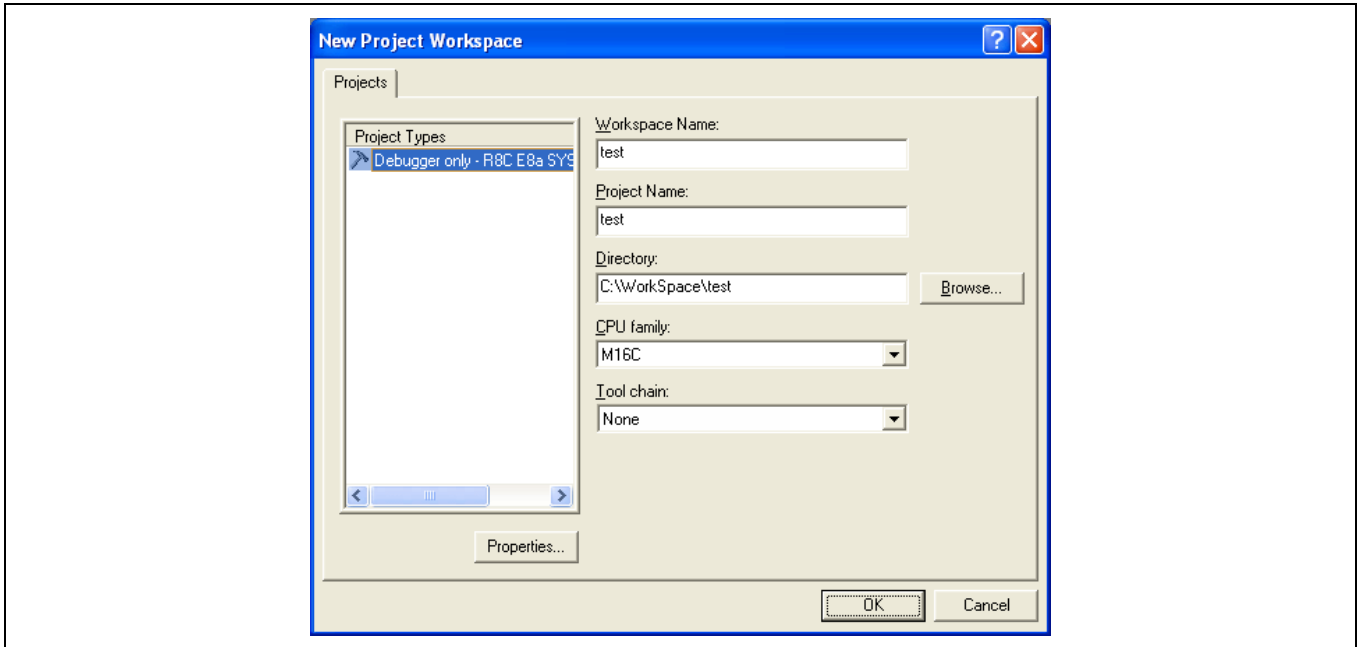 New Project Workspace
Projects
Project Types
Debugger only - R8C E8a SYS
Workspace Name:
test
Project Name:
test
Directory:
C:\WorkSpace\test
Browse...
CPU family:
M16C
Tool chain:
None
Properties...
OK
Cancel